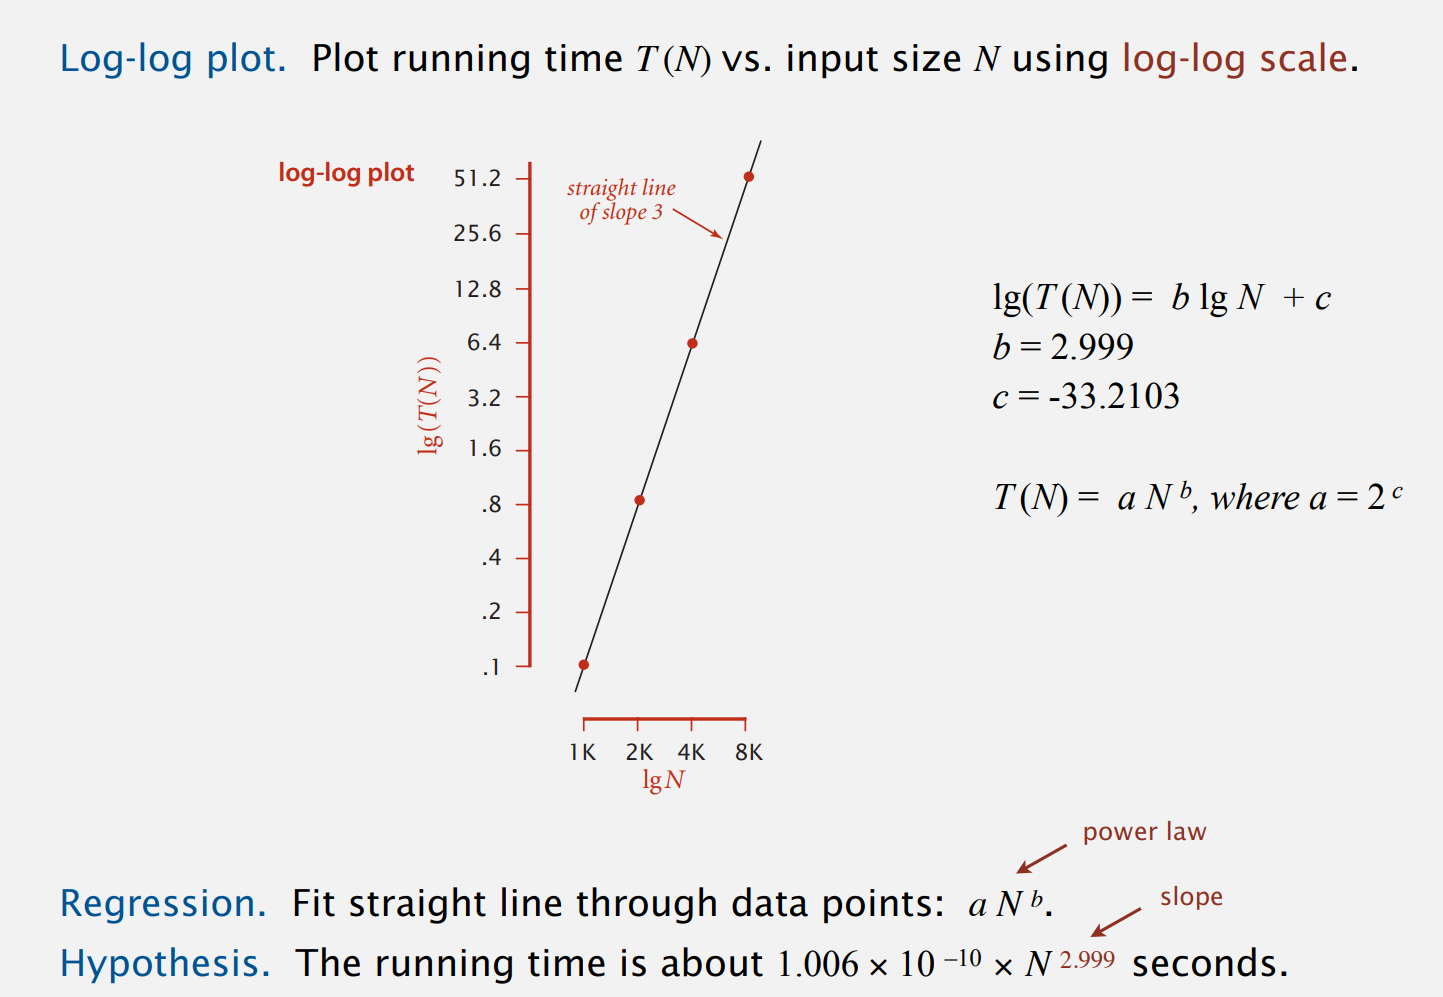 Log-log plot. Plot running time T (N) vs. input size N using log-log scale.
log-log plot
51.2
25.6
12.8
6.4
3.2
1.6
.8
.4
.2
.1
lg (T(N))
straight line
of slope 3
1K 2K 4K 8K
lg N
lg(T (N)) = b lg N + c
b = 2.999
c = -33.2103
T (N) = a N ᵇ, where a = 2 ᶜ
power law
Regression. Fit straight line through data points: a N ᵇ.
slope
Hypothesis. The running time is about 1.006 × 10 ⁻¹⁰ × N ²·⁹⁹⁹ seconds.